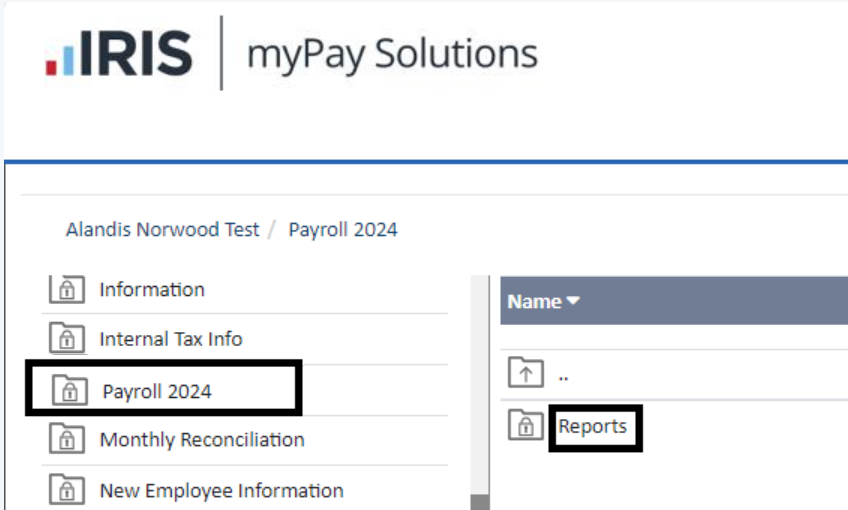 IRIS myPay Solutions
Alandis Norwood Test / Payroll 2024
Information
Internal Tax Info
Payroll 2024
Monthly Reconciliation
New Employee Information
Name
..
Reports